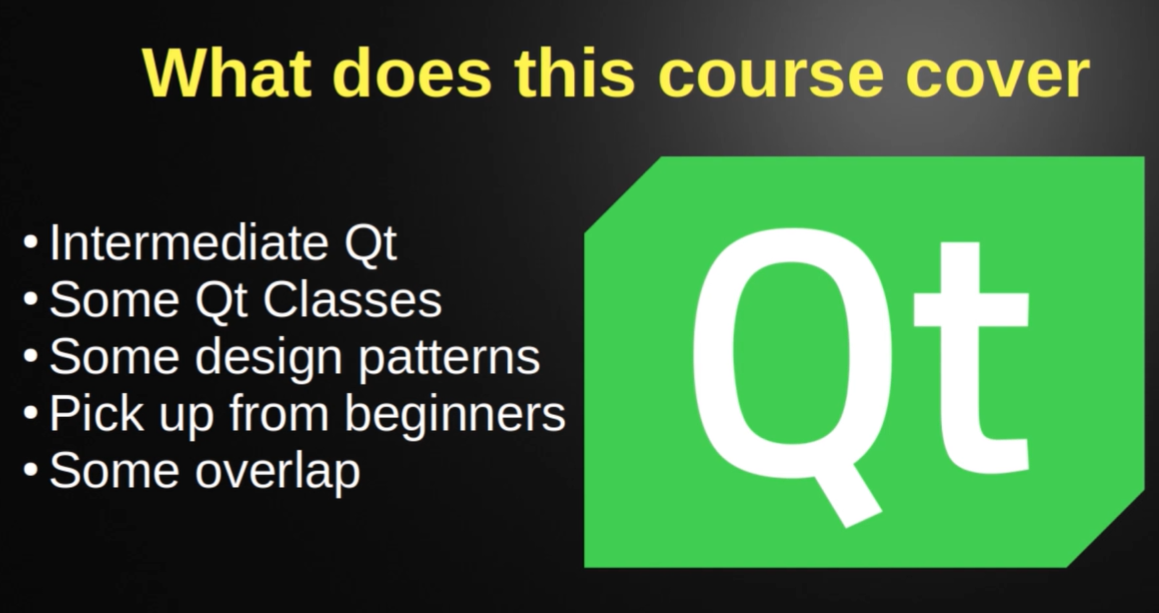 What does this course cover
• Intermediate Qt
• Some Qt Classes
• Some design patterns
• Pick up from beginners
• Some overlap
Qt